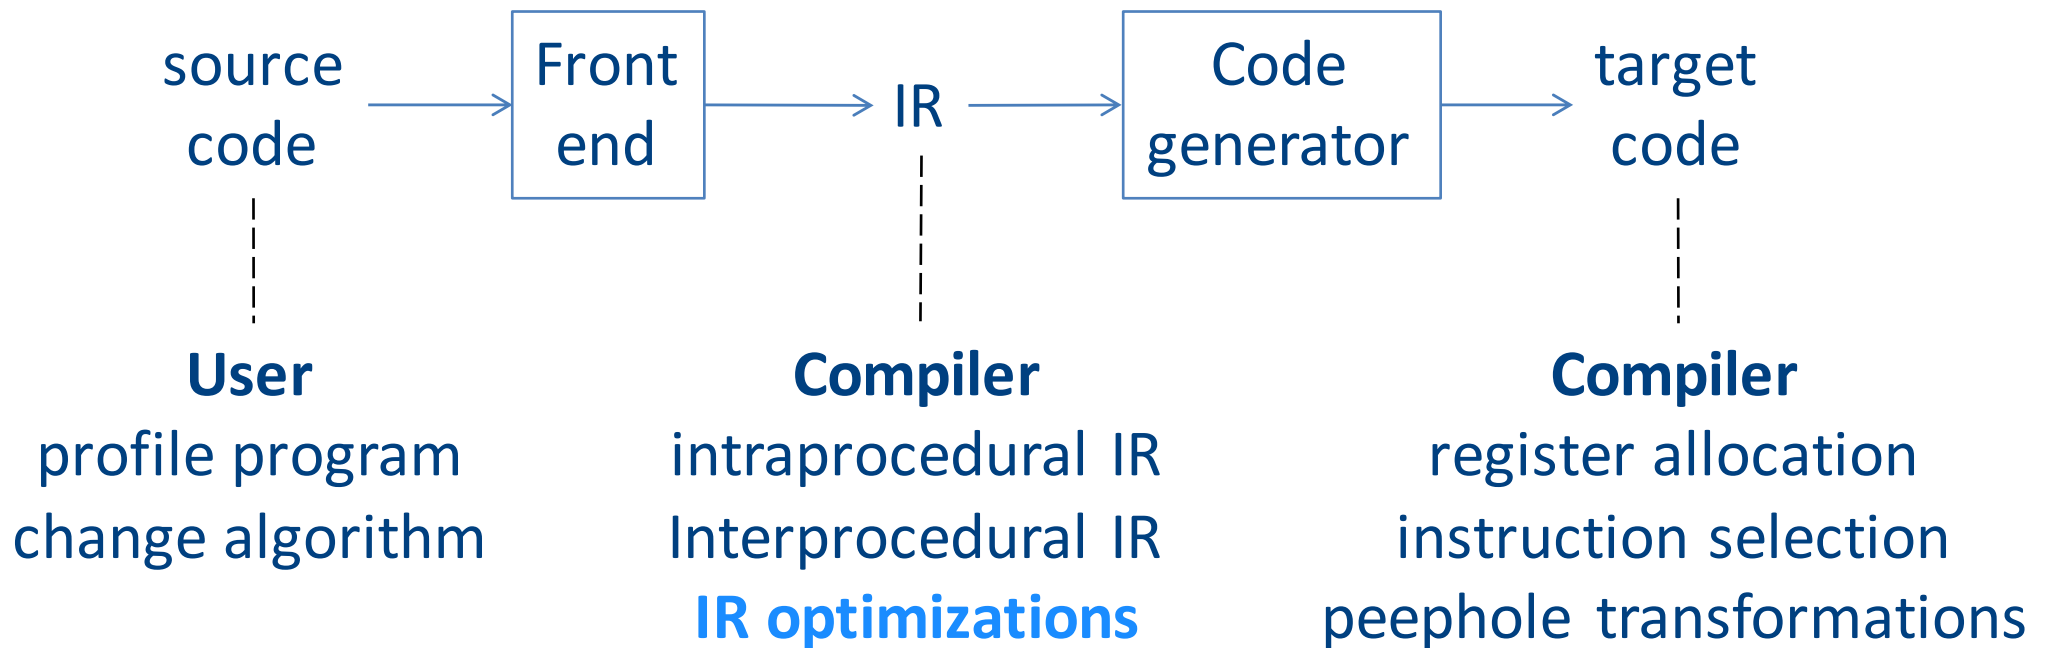 source
code
Front
end
IR
Code
generator
target
code
User
profile program
change algorithm
Compiler
intraprocedural IR
Interprocedural IR
IR optimizations
Compiler
register allocation
instruction selection
peephole transformations